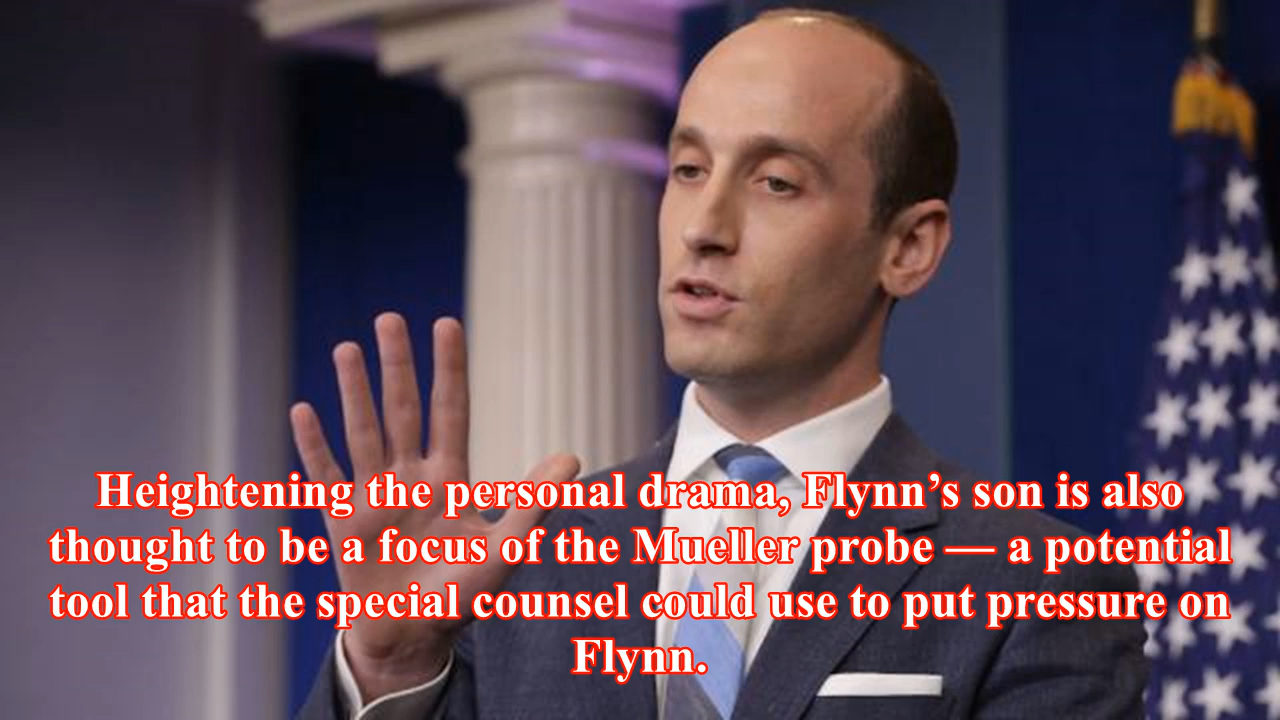 Heightening the personal drama, Flynn’s son is also
thought to be a focus of the Mueller probe — a potential
tool that the special counsel could use to put pressure on
Flynn.